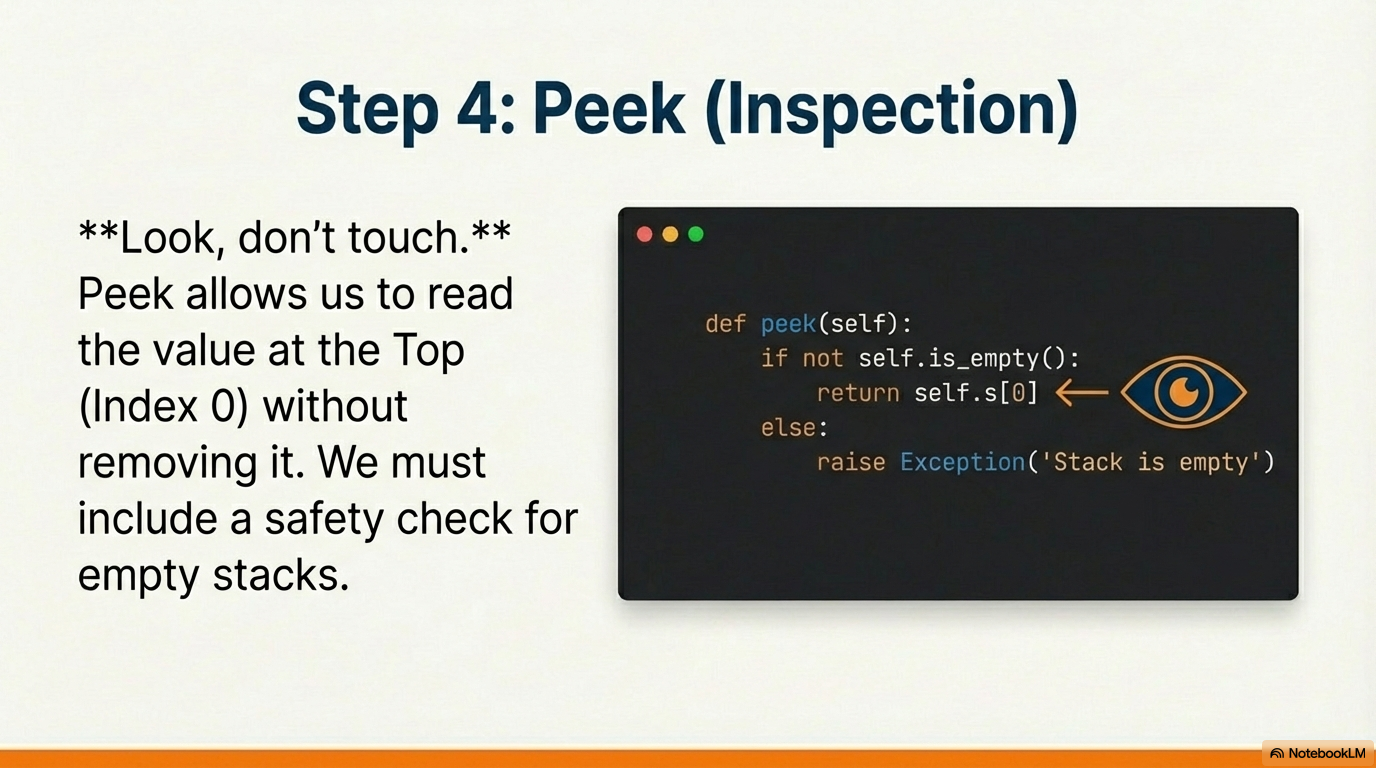 Step 4: Peek (Inspection)
**Look, don’t touch.**
Peek allows us to read
the value at the Top
(Index 0) without
removing it. We must
include a safety check for
empty stacks.
def peek(self):
    if not self.is_empty():
        return self.s[0]
    else:
        raise Exception('Stack is empty')
NotebookLM